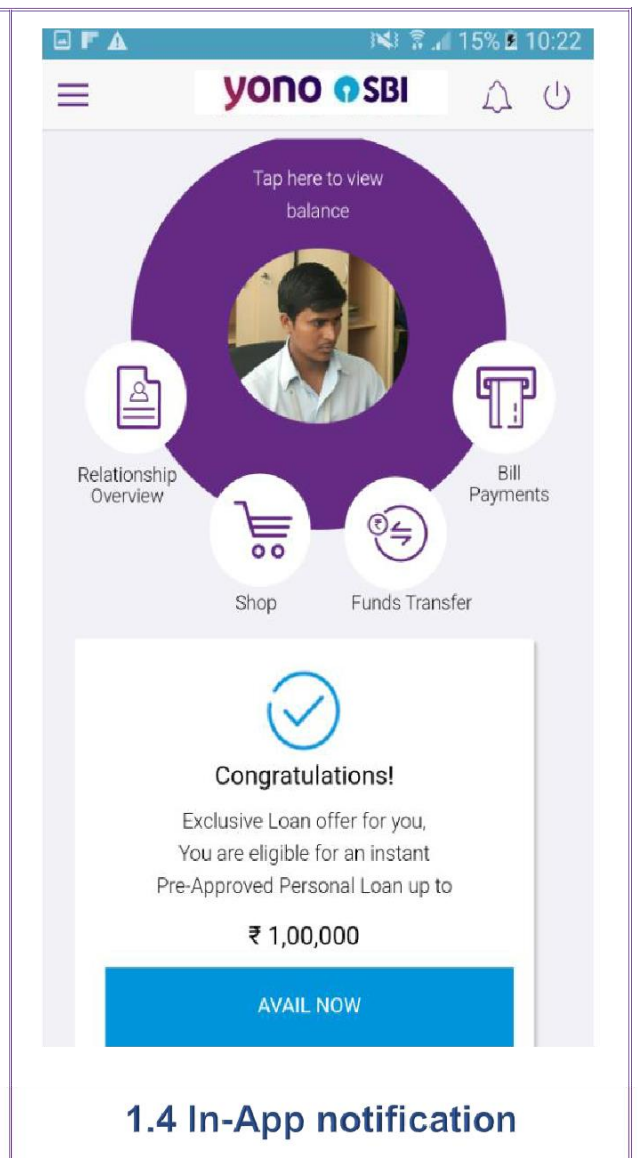 15% 10:22
yono SBI
Tap here to view
balance
Relationship
Overview
Bill
Payments
Shop
Funds Transfer
Congratulations!
Exclusive Loan offer for you,
You are eligible for an instant
Pre-Approved Personal Loan up to
₹ 1,00,000
AVAIL NOW
1.4 In-App notification